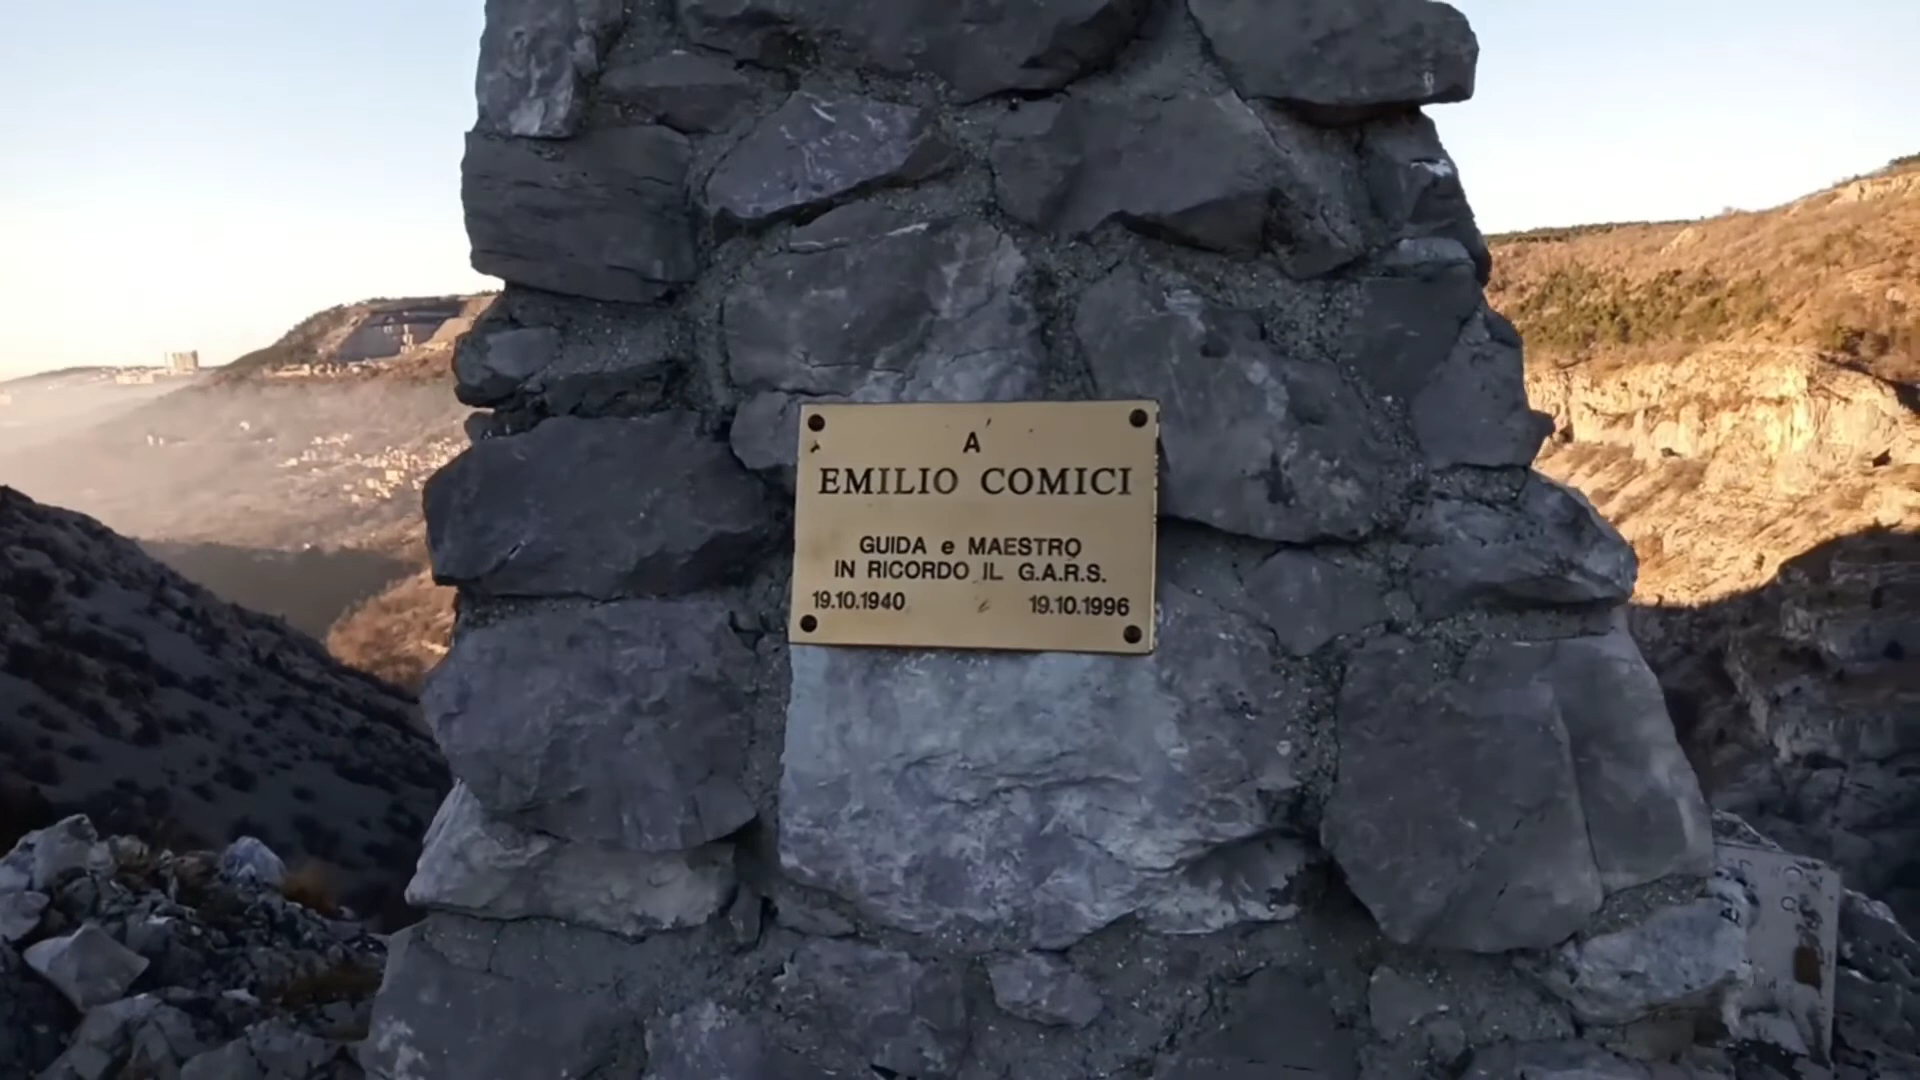 A
EMILIO COMICI
GUIDA e MAESTRO
IN RICORDO IL G.A.R.S.
19.10.1940 19.10.1996